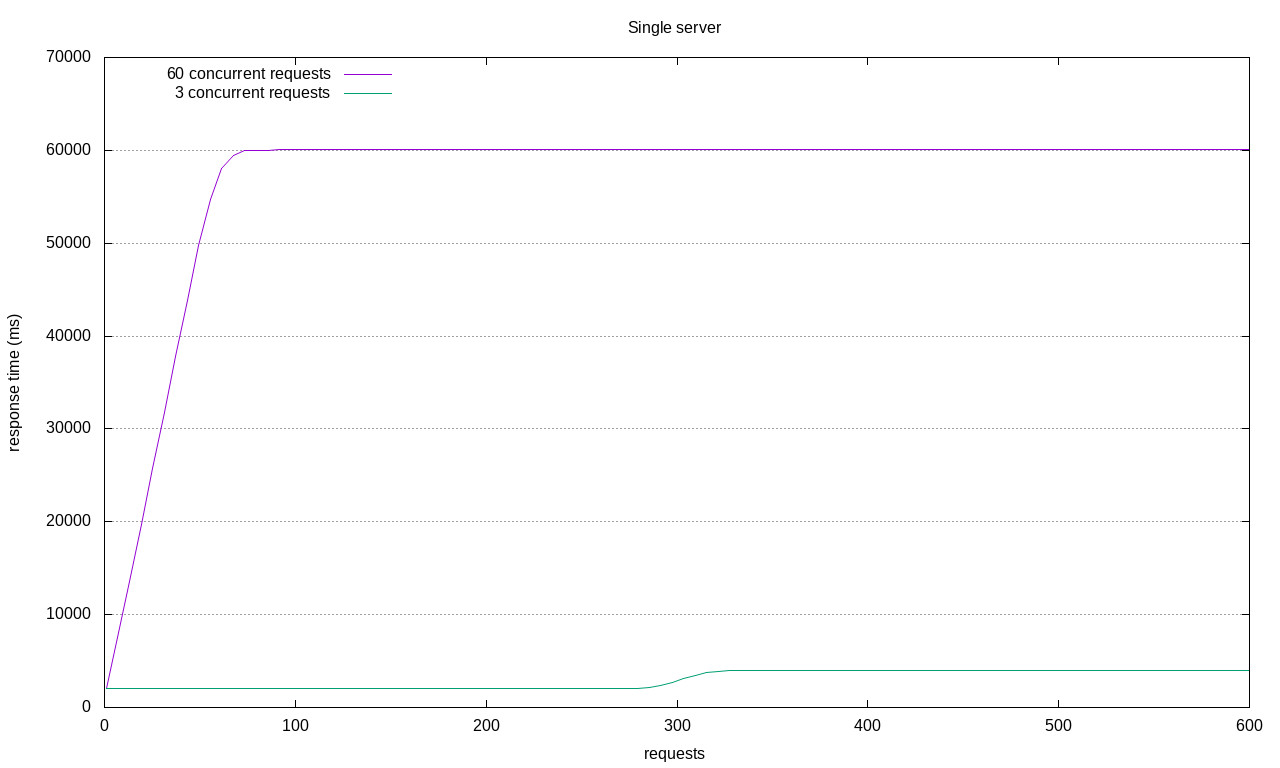 Single server
70000
60 concurrent requests
3 concurrent requests
60000
50000
40000
response time (ms)
30000
20000
10000
0
0 100 200 300 400 500 600
requests